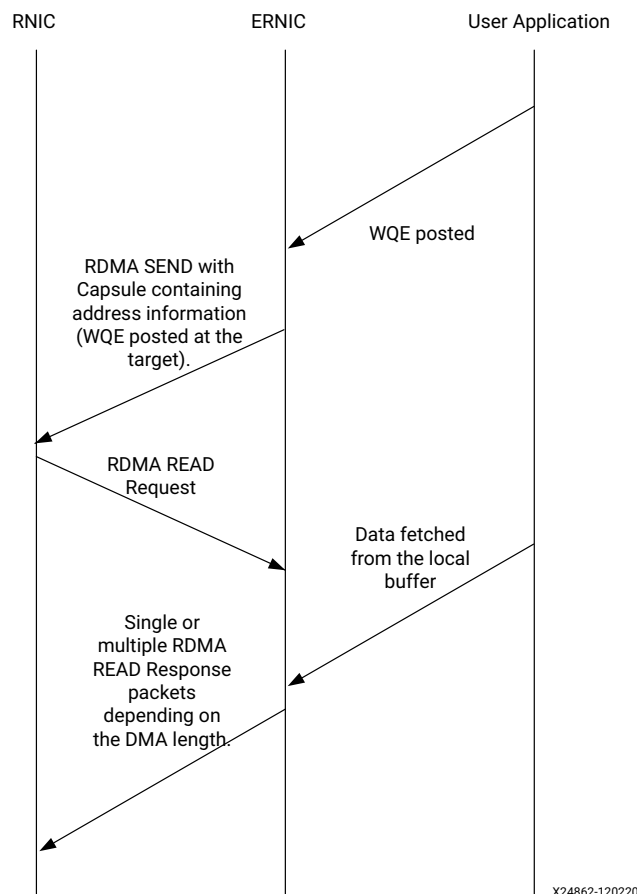 RNIC
ERNIC
User Application
WQE posted
RDMA SEND with
Capsule containing
address information
(WQE posted at the
target).
RDMA READ
Request
Data fetched
from the local
buffer
Single or
multiple RDMA
READ Response
packets
depending on
the DMA length.
X24862-120220